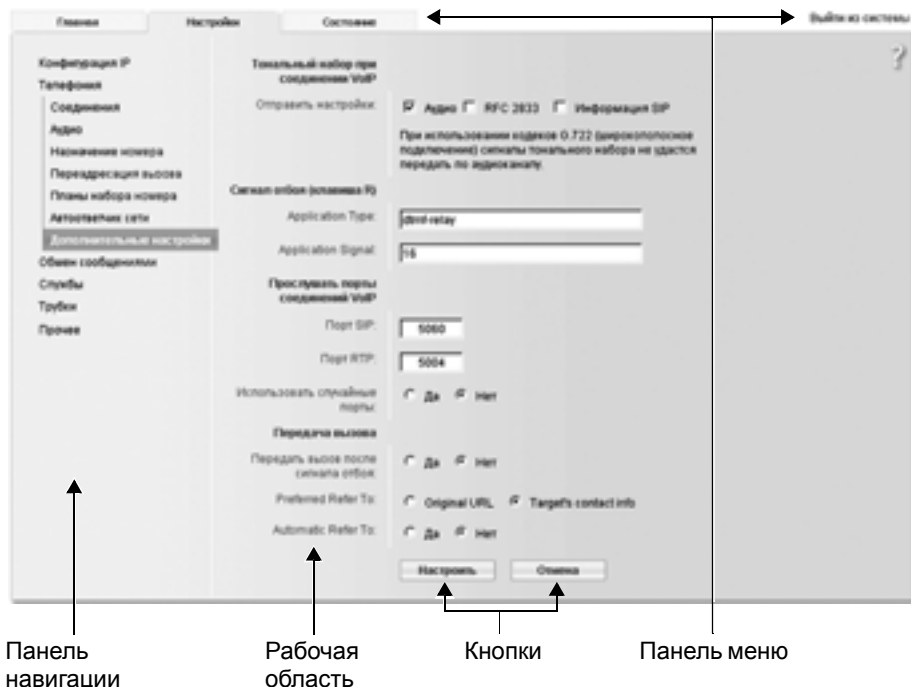 Главная
Настройки
Состояние
Выйти из системы
?
Конфигурация IP
Телефония
Соединения
Аудио
Назначение номера
Переадресация вызова
Планы набора номера
Автоответчик сети
Дополнительные настройки
Обмен сообщениями
Службы
Трубки
Прочее
Тональный набор при
соединении VoIP
Отправить настройки: Аудио RFC 2833 Информация SIP
При использовании кодеков G.722 (широкополосное
подключение) сигналы тонального набора не удастся
передать по аудиоканалу.
Сигнал отбоя (клавиша R)
Application Type: dtmf-relay
Application Signal: 16
Прослушать порты
соединений VoIP
Порт SIP: 5060
Порт RTP: 5004
Использовать случайные
порты: Да Нет
Передача вызова
Передать вызов после
сигнала отбоя: Да Нет
Preferred Refer To: Original URL Target's contact info
Automatic Refer To: Да Нет
Настроить Отмена
Панель
навигации
Рабочая
область
Кнопки
Панель меню